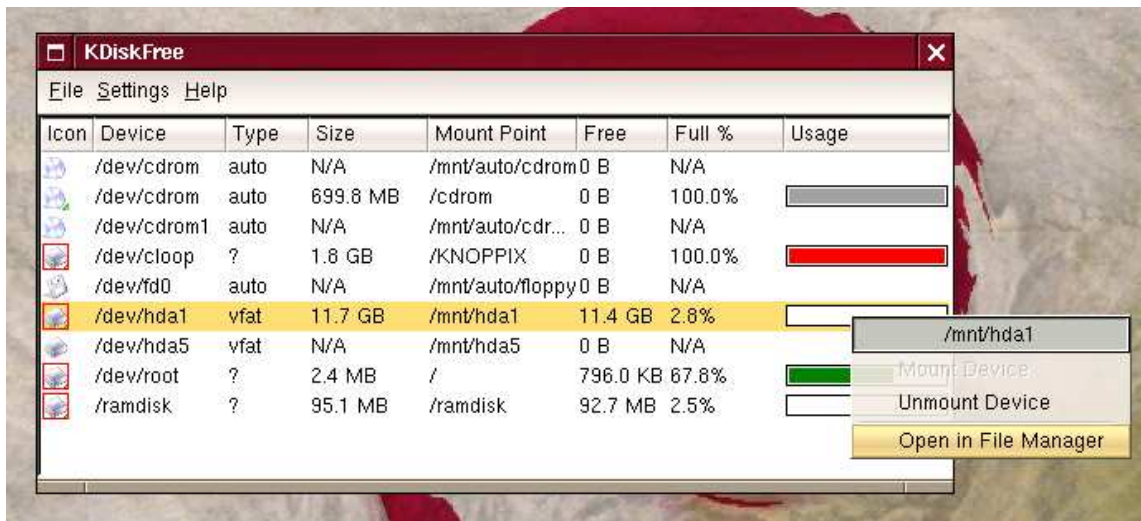 KDiskFree
File Settings Help
Icon Device Type Size Mount Point Free Full % Usage
/dev/cdrom auto N/A /mnt/auto/cdrom 0 B N/A
/dev/cdrom auto 699.8 MB /cdrom 0 B 100.0%
/dev/cdrom1 auto N/A /mnt/auto/cdr... 0 B N/A
/dev/cloop ? 1.8 GB /KNOPPIX 0 B 100.0%
/dev/fd0 auto N/A /mnt/auto/floppy 0 B N/A
/dev/hda1 vfat 11.7 GB /mnt/hda1 11.4 GB 2.8%
/dev/hda5 vfat N/A /mnt/hda5 0 B N/A
/dev/root ? 2.4 MB / 796.0 KB 67.8%
/ramdisk ? 95.1 MB /ramdisk 92.7 MB 2.5%
/mnt/hda1
Mount Device
Unmount Device
Open in File Manager